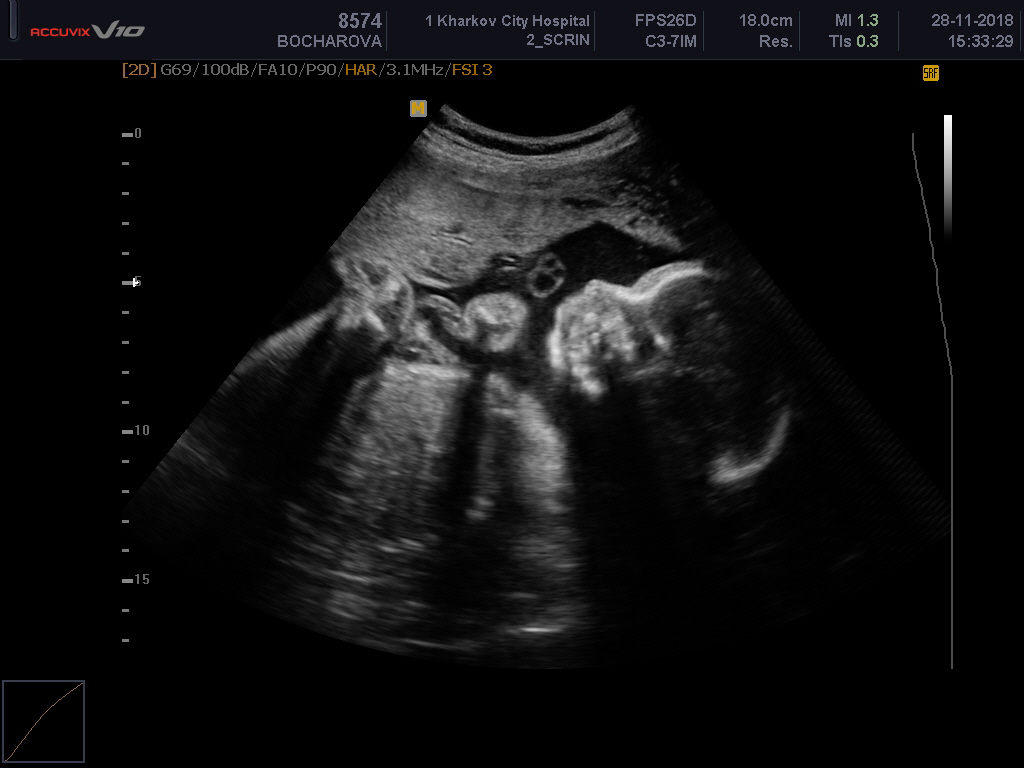 ACCUVIX V10
8574
BOCHAROVA
1 Kharkov City Hospital
2_SCRIN
FPS26D
C3-7IM
18.0cm
Res.
MI 1.3
TIs 0.3
28-11-2018
15:33:29
[2D] G69/100dB/FA10/P90/HAR/3.1MHz/FSI 3
SRF
M
0
5
10
15